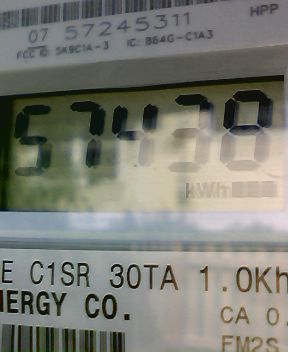 HPP
07 57245311
FCC ID: SK9C1A-3 IC: 864G-C1A3
57438
kWh
E C1SR 30TA 1.0Kh
NERGY CO.
CA 0.
FM2S